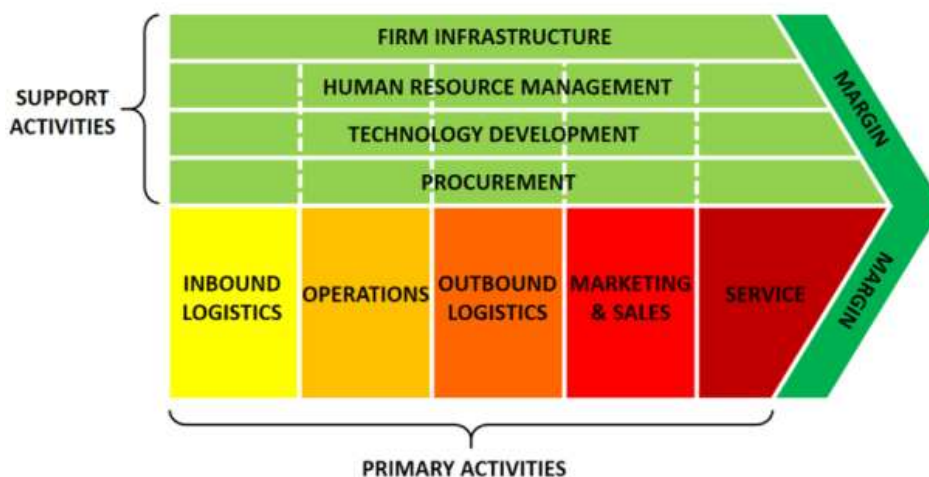 FIRM INFRASTRUCTURE
HUMAN RESOURCE MANAGEMENT
TECHNOLOGY DEVELOPMENT
PROCUREMENT
SUPPORT
ACTIVITIES
MARGIN
MARGIN
INBOUND
LOGISTICS
OPERATIONS
OUTBOUND
LOGISTICS
MARKETING
& SALES
SERVICE
PRIMARY ACTIVITIES